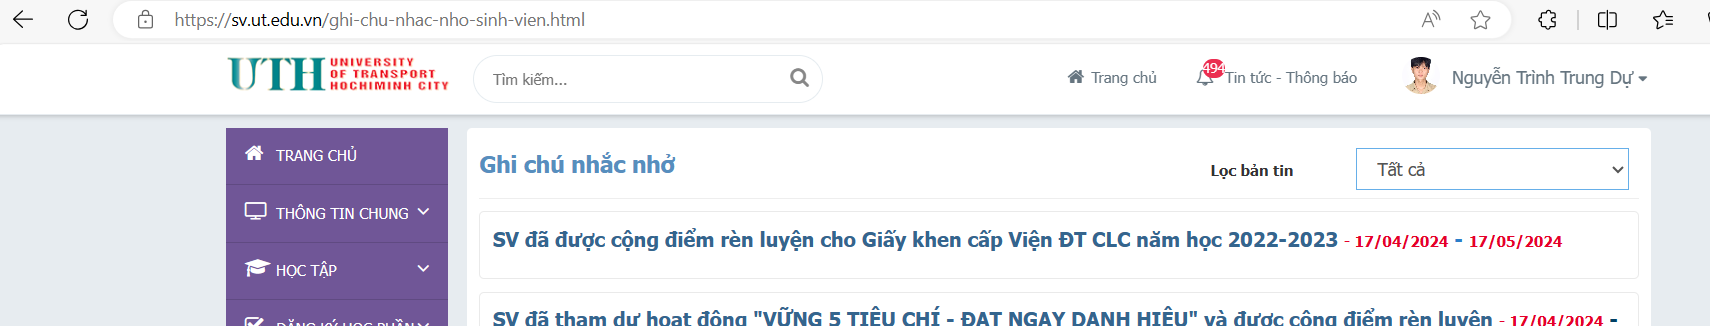 https://sv.ut.edu.vn/ghi-chu-nhac-nho-sinh-vien.html
UTH UNIVERSITY
OF TRANSPORT
HOCHIMINH CITY
Tìm kiếm...
Trang chủ
494
Tin tức - Thông báo
Nguyễn Trình Trung Dự
TRANG CHỦ
THÔNG TIN CHUNG
HỌC TẬP
ĐĂNG KÝ HỌC PHẦN
Ghi chú nhắc nhở
Lọc bản tin
Tất cả
SV đã được cộng điểm rèn luyện cho Giấy khen cấp Viện ĐT CLC năm học 2022-2023 - 17/04/2024 - 17/05/2024
SV đã tham dự hoạt động "VỮNG 5 TIÊU CHÍ - ĐẠT NGAY DANH HIỆU" và được cộng điểm rèn luyện - 17/04/2024 -